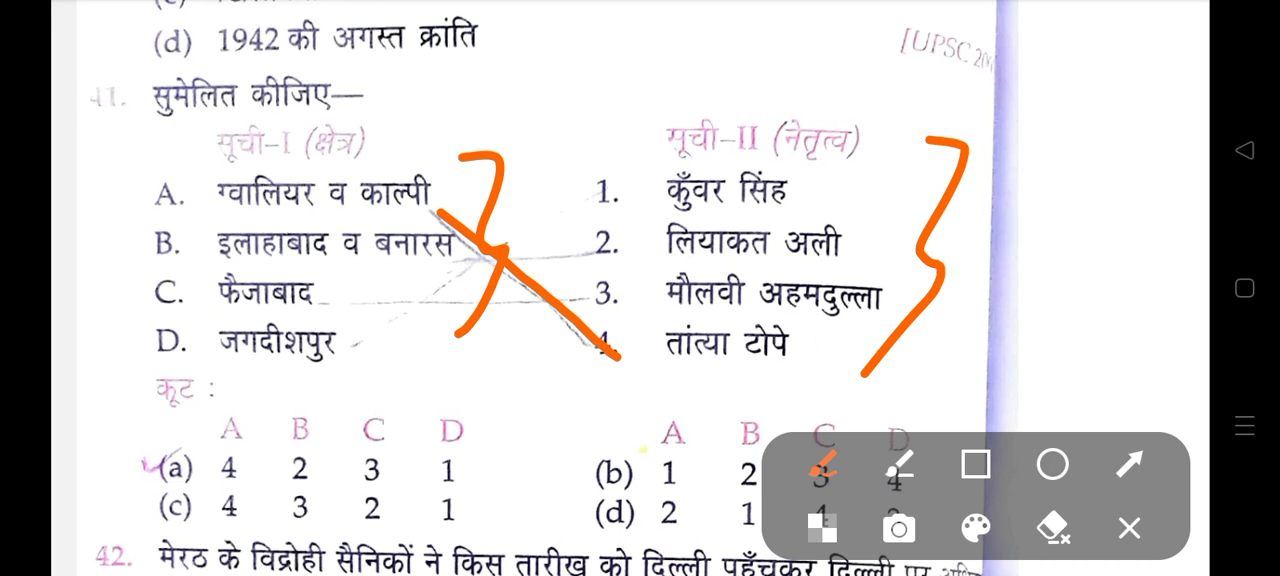 (d) 1942 की अगस्त क्रांति
[UPSC
41. सुमेलित कीजिए—
सूची-I (क्षेत्र) सूची-II (नेतृत्व)
A. ग्वालियर व काल्पी 1. कुँवर सिंह
B. इलाहाबाद व बनारस 2. लियाकत अली
C. फैजाबाद 3. मौलवी अहमदुल्ला
D. जगदीशपुर 4. तांत्या टोपे
कूट :
A B C D A B C D
(a) 4 2 3 1 (b) 1 2 3 4
(c) 4 3 2 1 (d) 2 1 4
42. मेरठ के विद्रोही सैनिकों ने किस तारीख को दिल्ली पहुँचकर दिल्ली पर